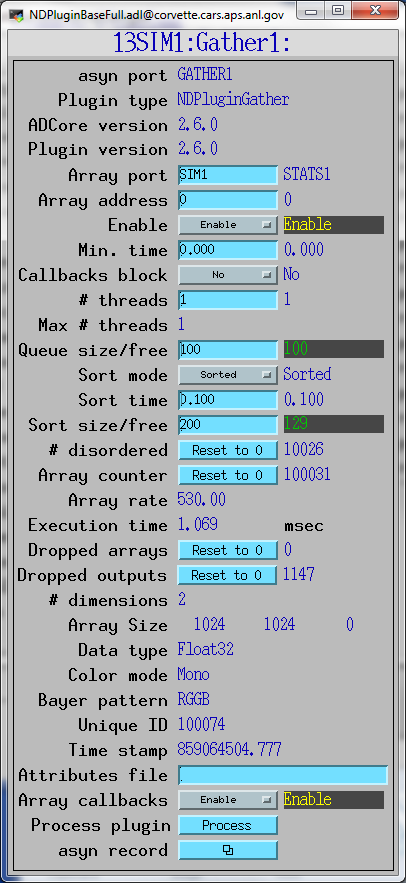 NDPluginBaseFull.adl@corvette.cars.aps.anl.gov
13SIM1:Gather1:
asyn port GATHER1
Plugin type NDPluginGather
ADCore version 2.6.0
Plugin version 2.6.0
Array port SIM1 STATS1
Array address 0 0
Enable Enable Enable
Min. time 0.000 0.000
Callbacks block No No
# threads 1 1
Max # threads 1
Queue size/free 100 100
Sort mode Sorted Sorted
Sort time 0.100 0.100
Sort size/free 200 129
# disordered Reset to 0 10026
Array counter Reset to 0 100031
Array rate 530.00
Execution time 1.069 msec
Dropped arrays Reset to 0 0
Dropped outputs Reset to 0 1147
# dimensions 2
Array Size 1024 1024 0
Data type Float32
Color mode Mono
Bayer pattern RGGB
Unique ID 100074
Time stamp 859064504.777
Attributes file
Array callbacks Enable Enable
Process plugin Process
asyn record